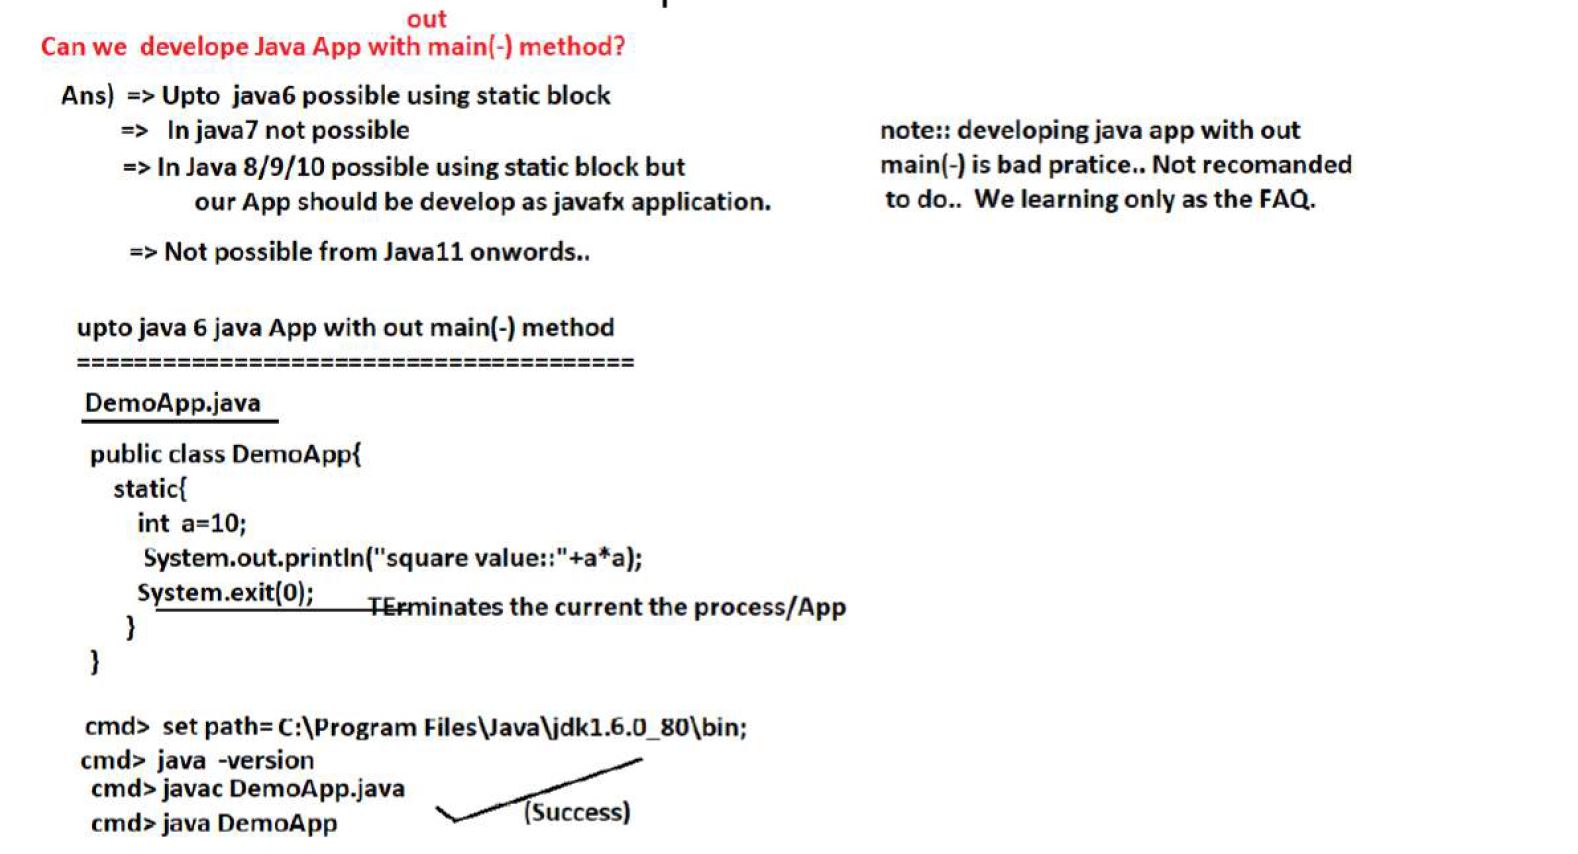 out
Can we develope Java App with main(-) method?
Ans) => Upto java6 possible using static block
=> In java7 not possible
=> In Java 8/9/10 possible using static block but
our App should be develop as javafx application.
=> Not possible from Java11 onwords..
note:: developing java app with out
main(-) is bad pratice.. Not recomanded
to do.. We learning only as the FAQ.
upto java 6 java App with out main(-) method
=======================================
DemoApp.java
public class DemoApp{
static{
int a=10;
System.out.println("square value::"+a*a);
System.exit(0); TErminates the current the process/App
}
}
cmd> set path=C:\Program Files\Java\jdk1.6.0_80\bin;
cmd> java -version
cmd> javac DemoApp.java
cmd> java DemoApp
(Success)